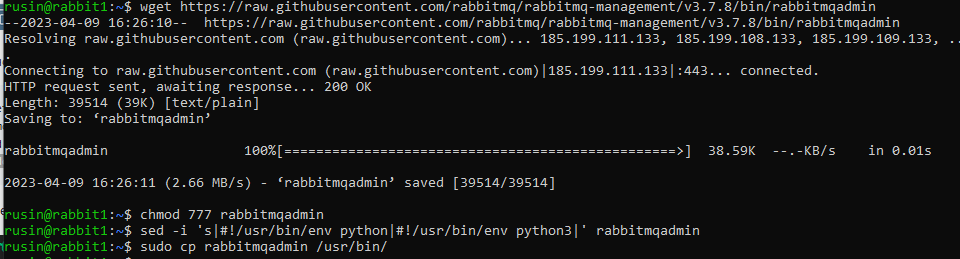 rusin@rabbit1:~$ wget https://raw.githubusercontent.com/rabbitmq/rabbitmq-management/v3.7.8/bin/rabbitmqadmin
--2023-04-09 16:26:10--  https://raw.githubusercontent.com/rabbitmq/rabbitmq-management/v3.7.8/bin/rabbitmqadmin
Resolving raw.githubusercontent.com (raw.githubusercontent.com)... 185.199.111.133, 185.199.108.133, 185.199.109.133, ..
.
Connecting to raw.githubusercontent.com (raw.githubusercontent.com)|185.199.111.133|:443... connected.
HTTP request sent, awaiting response... 200 OK
Length: 39514 (39K) [text/plain]
Saving to: ‘rabbitmqadmin’
rabbitmqadmin                 100%[=================================================>]  38.59K  --.-KB/s    in 0.01s
2023-04-09 16:26:11 (2.66 MB/s) - ‘rabbitmqadmin’ saved [39514/39514]
rusin@rabbit1:~$ chmod 777 rabbitmqadmin
rusin@rabbit1:~$ sed -i 's|#!/usr/bin/env python|#!/usr/bin/env python3|' rabbitmqadmin
rusin@rabbit1:~$ sudo cp rabbitmqadmin /usr/bin/